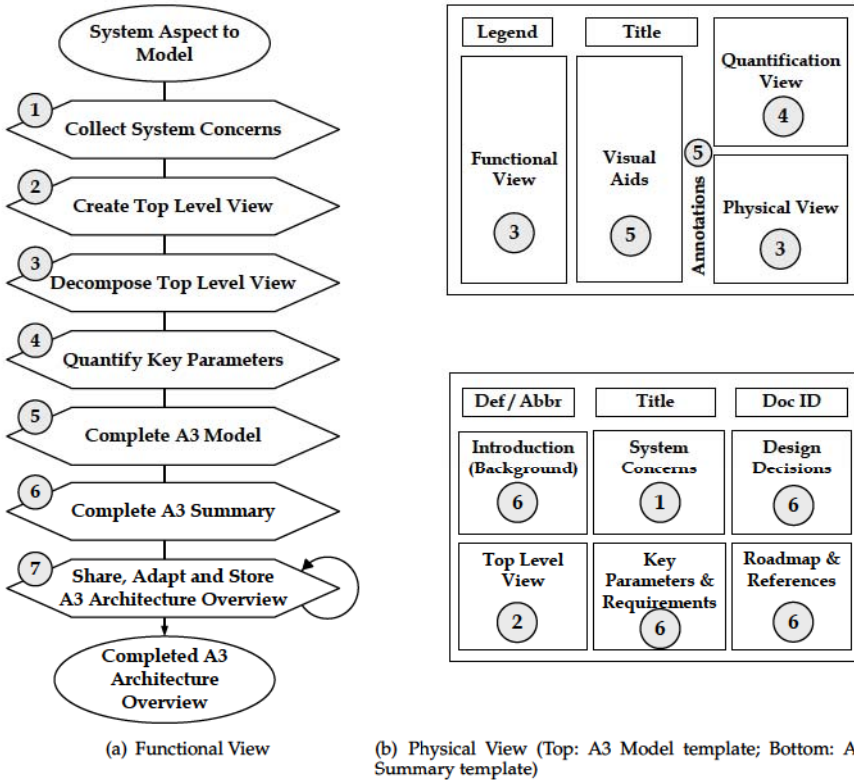 System Aspect to
Model
1
Collect System Concerns
2
Create Top Level View
3
Decompose Top Level View
4
Quantify Key Parameters
5
Complete A3 Model
6
Complete A3 Summary
7
Share, Adapt and Store
A3 Architecture Overview
Completed A3
Architecture
Overview
(a) Functional View
Legend
Title
Functional
View
3
Visual
Aids
5
5
Annotations
Quantification
View
4
Physical View
3
Def / Abbr
Title
Doc ID
Introduction
(Background)
6
System
Concerns
1
Design
Decisions
6
Top Level
View
2
Key
Parameters &
Requirements
6
Roadmap &
References
6
(b) Physical View (Top: A3 Model template; Bottom: A
Summary template)